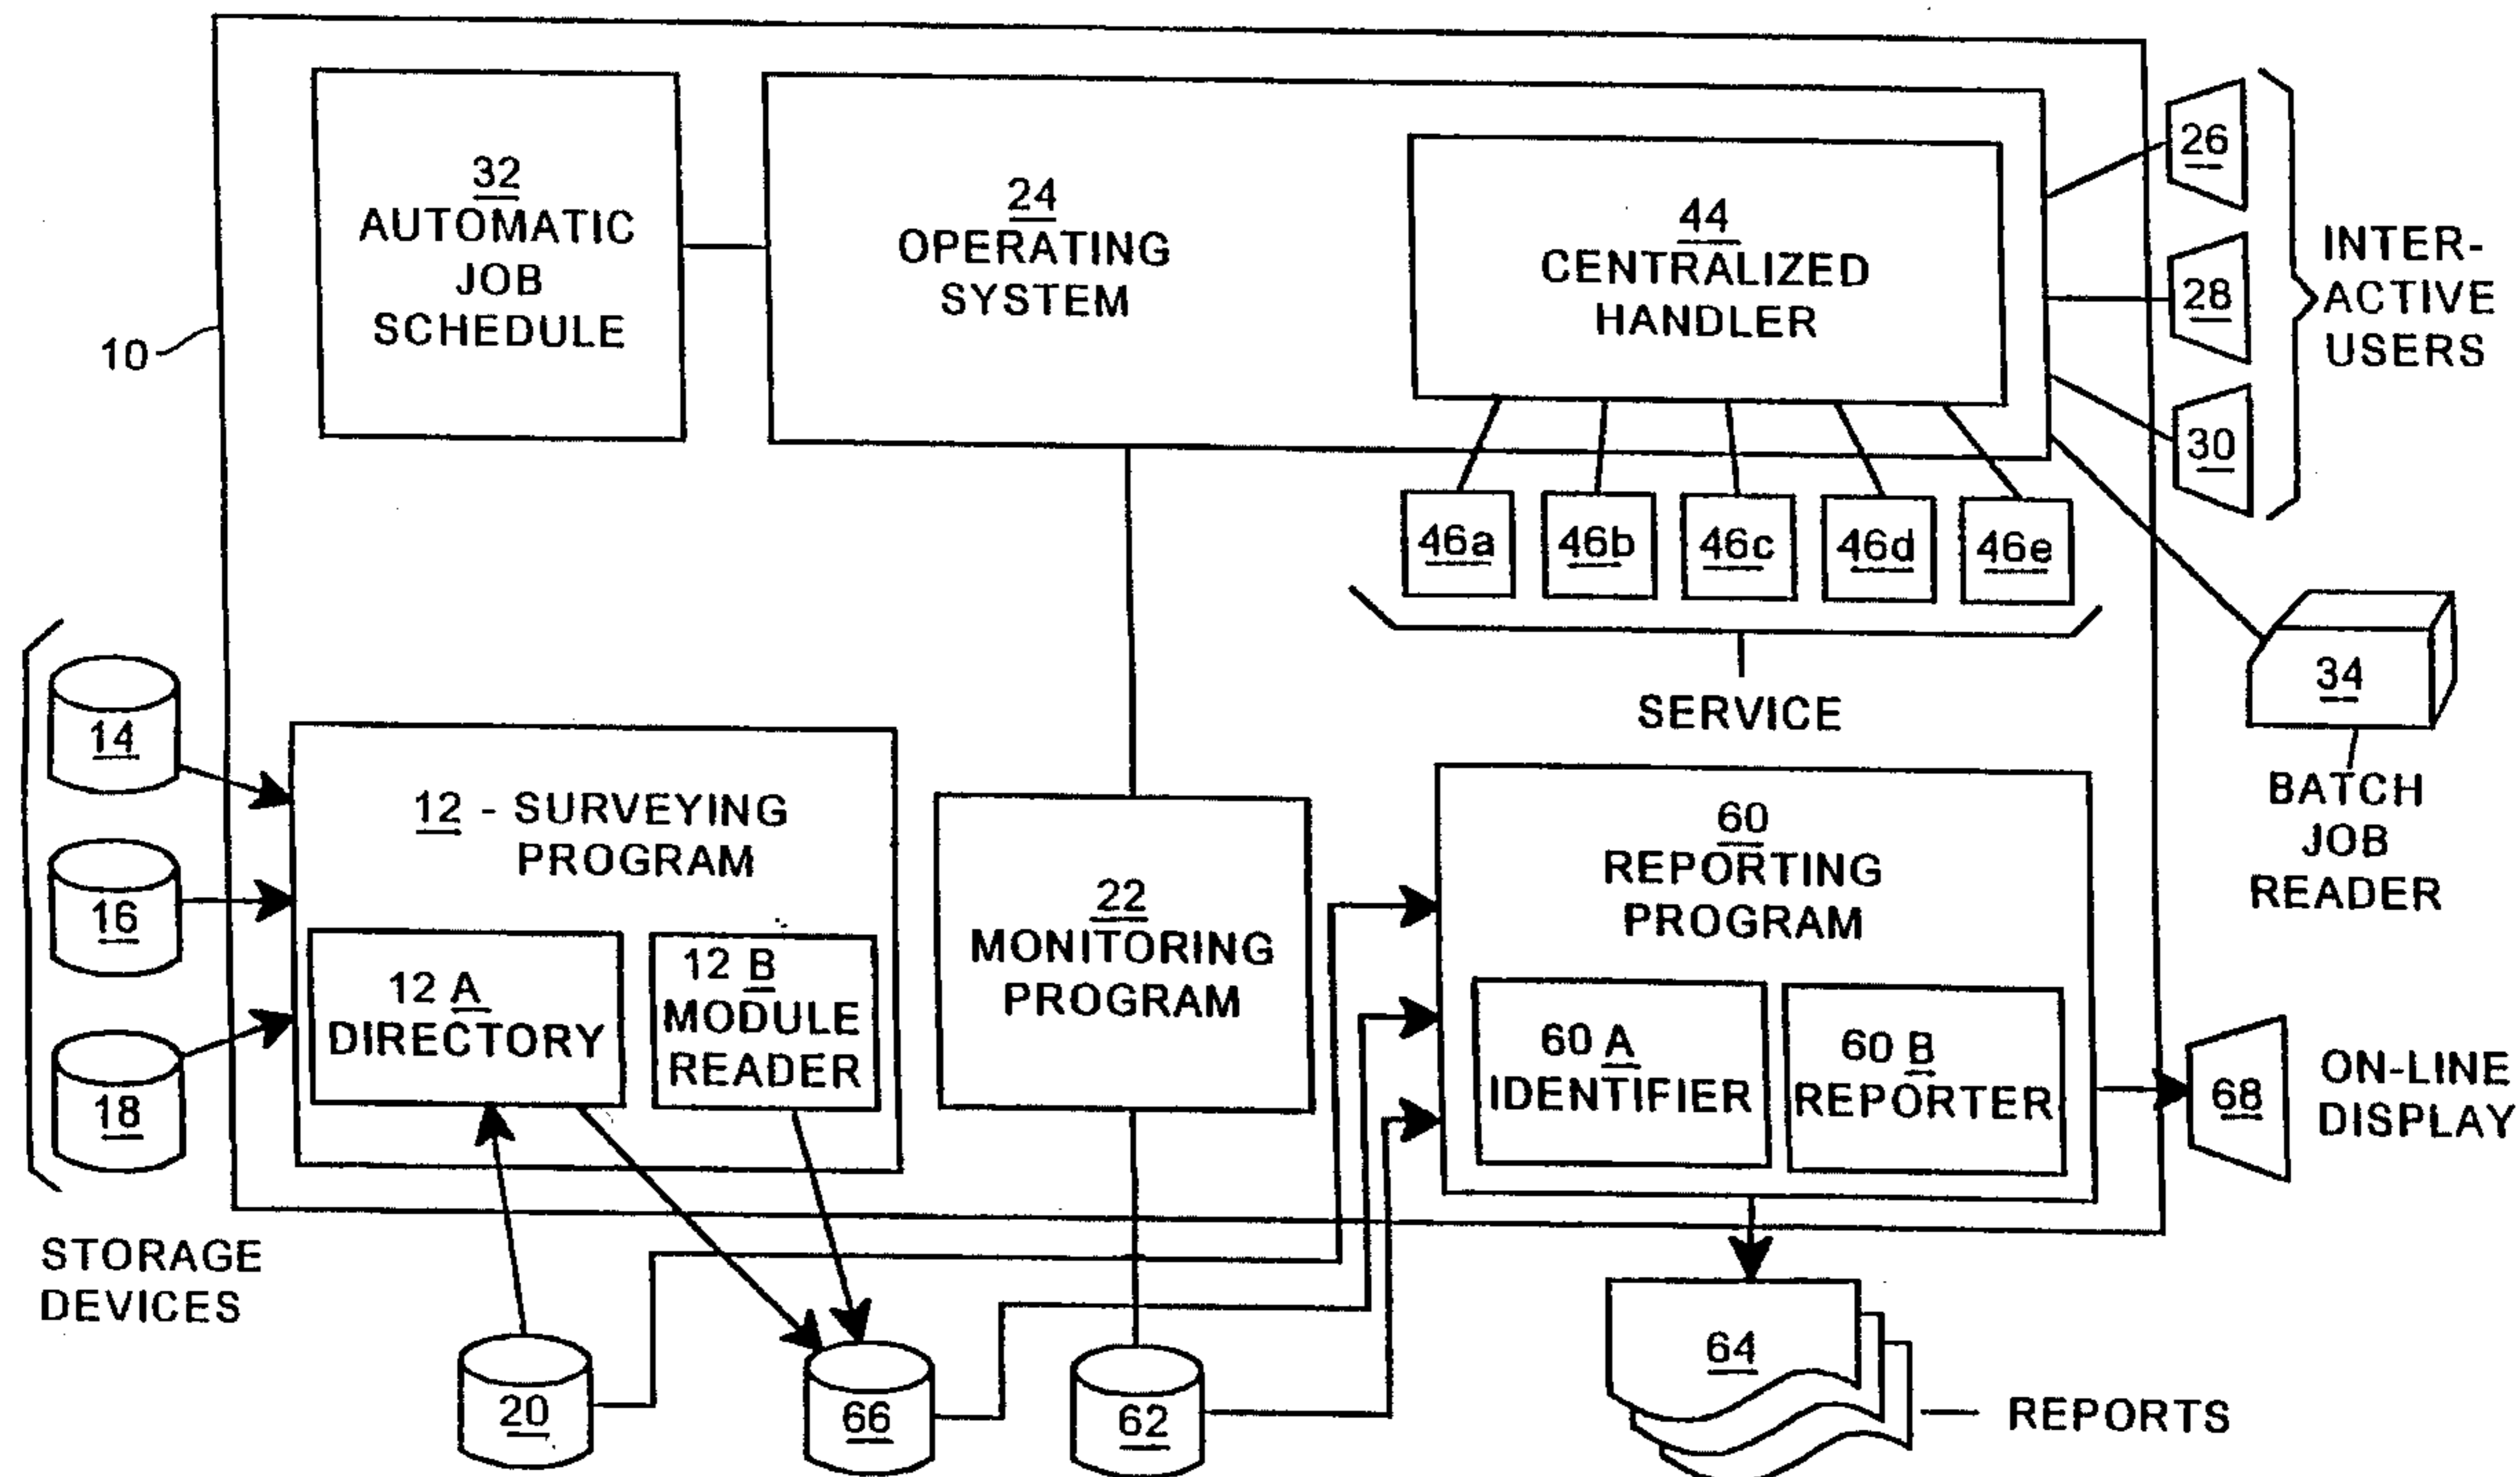 32
AUTOMATIC
JOB
SCHEDULE
24
OPERATING
SYSTEM
44
CENTRALIZED
HANDLER
26
28
30
INTER-
ACTIVE
USERS
10
46a 46b 46c 46d 46e
SERVICE
34
BATCH
JOB
READER
14
16
18
STORAGE
DEVICES
12 - SURVEYING
PROGRAM
12 A
DIRECTORY
12 B
MODULE
READER
22
MONITORING
PROGRAM
60
REPORTING
PROGRAM
60 A
IDENTIFIER
60 B
REPORTER
68
ON-LINE
DISPLAY
20
66
62
64
REPORTS